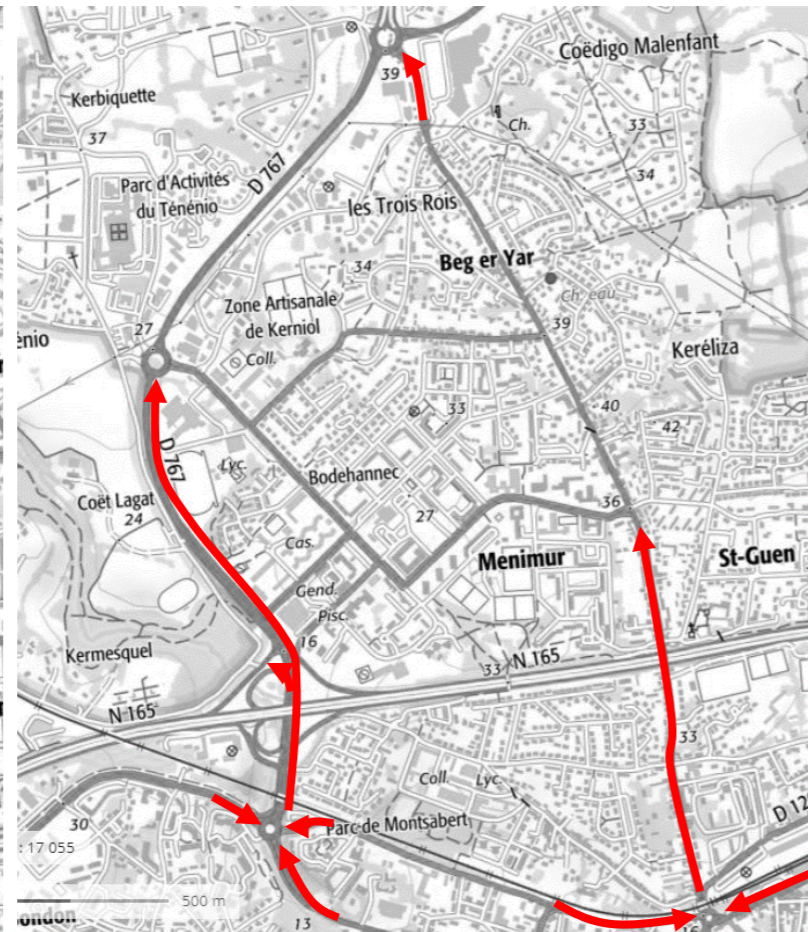 39
Coëdigo Malenfant
Kerbiquette
37
Ch.
33
D 767
Parc d'Activités
du Ténénio
34
les Trois Rois
Beg er Yar
34
Ch. eau
Zone Artisanale
de Kerniol
27
énio
39
Keréliza
Coll.
40
33
42
D 767
Lyc.
Bodehannec
Coët Lagat
24
36
27
Cas.
Menimur
St-Guen
Gend.
Pisc.
16
Kermesquel
33
N 165
N 165
33
Coll.
Lyc.
D 12
30
Parc de Montsabert
: 17 055
500 m
13
16